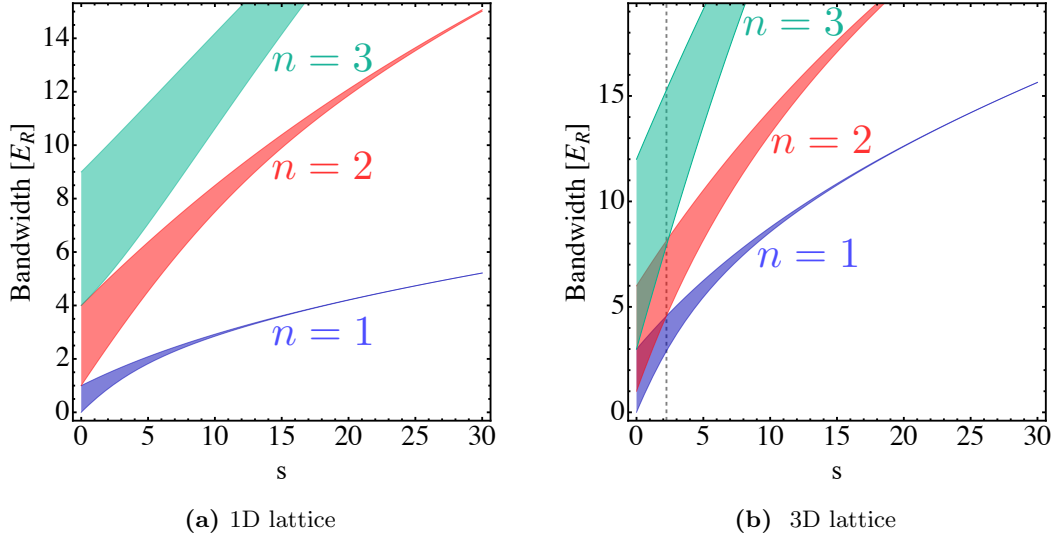 14
12
10
8
6
4
2
0
Bandwidth [E_R]
n = 3
n = 2
n = 1
0 5 10 15 20 25 30
s
(a) 1D lattice
15
10
5
0
Bandwidth [E_R]
n = 3
n = 2
n = 1
0 5 10 15 20 25 30
s
(b) 3D lattice